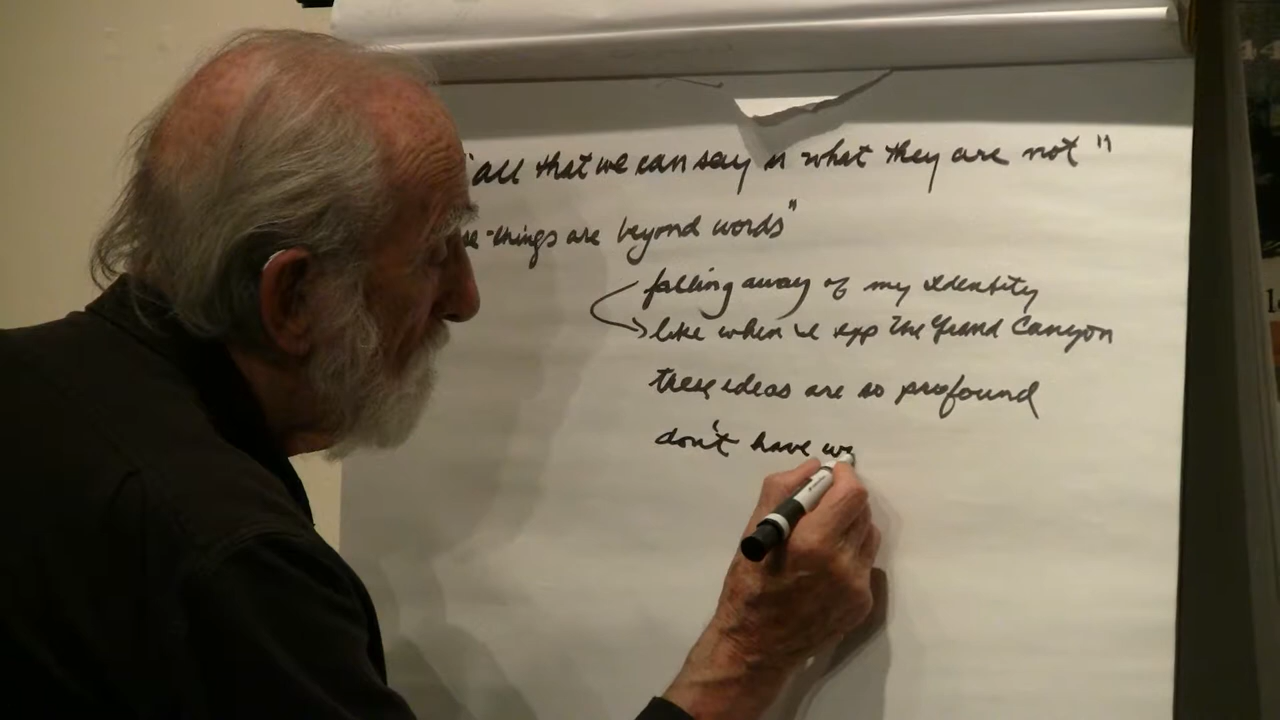 "all that we can say is what they are not"
things are beyond words"
falling away of my identity
like when i exp The Grand Canyon
these ideas are so profound
don't have wo